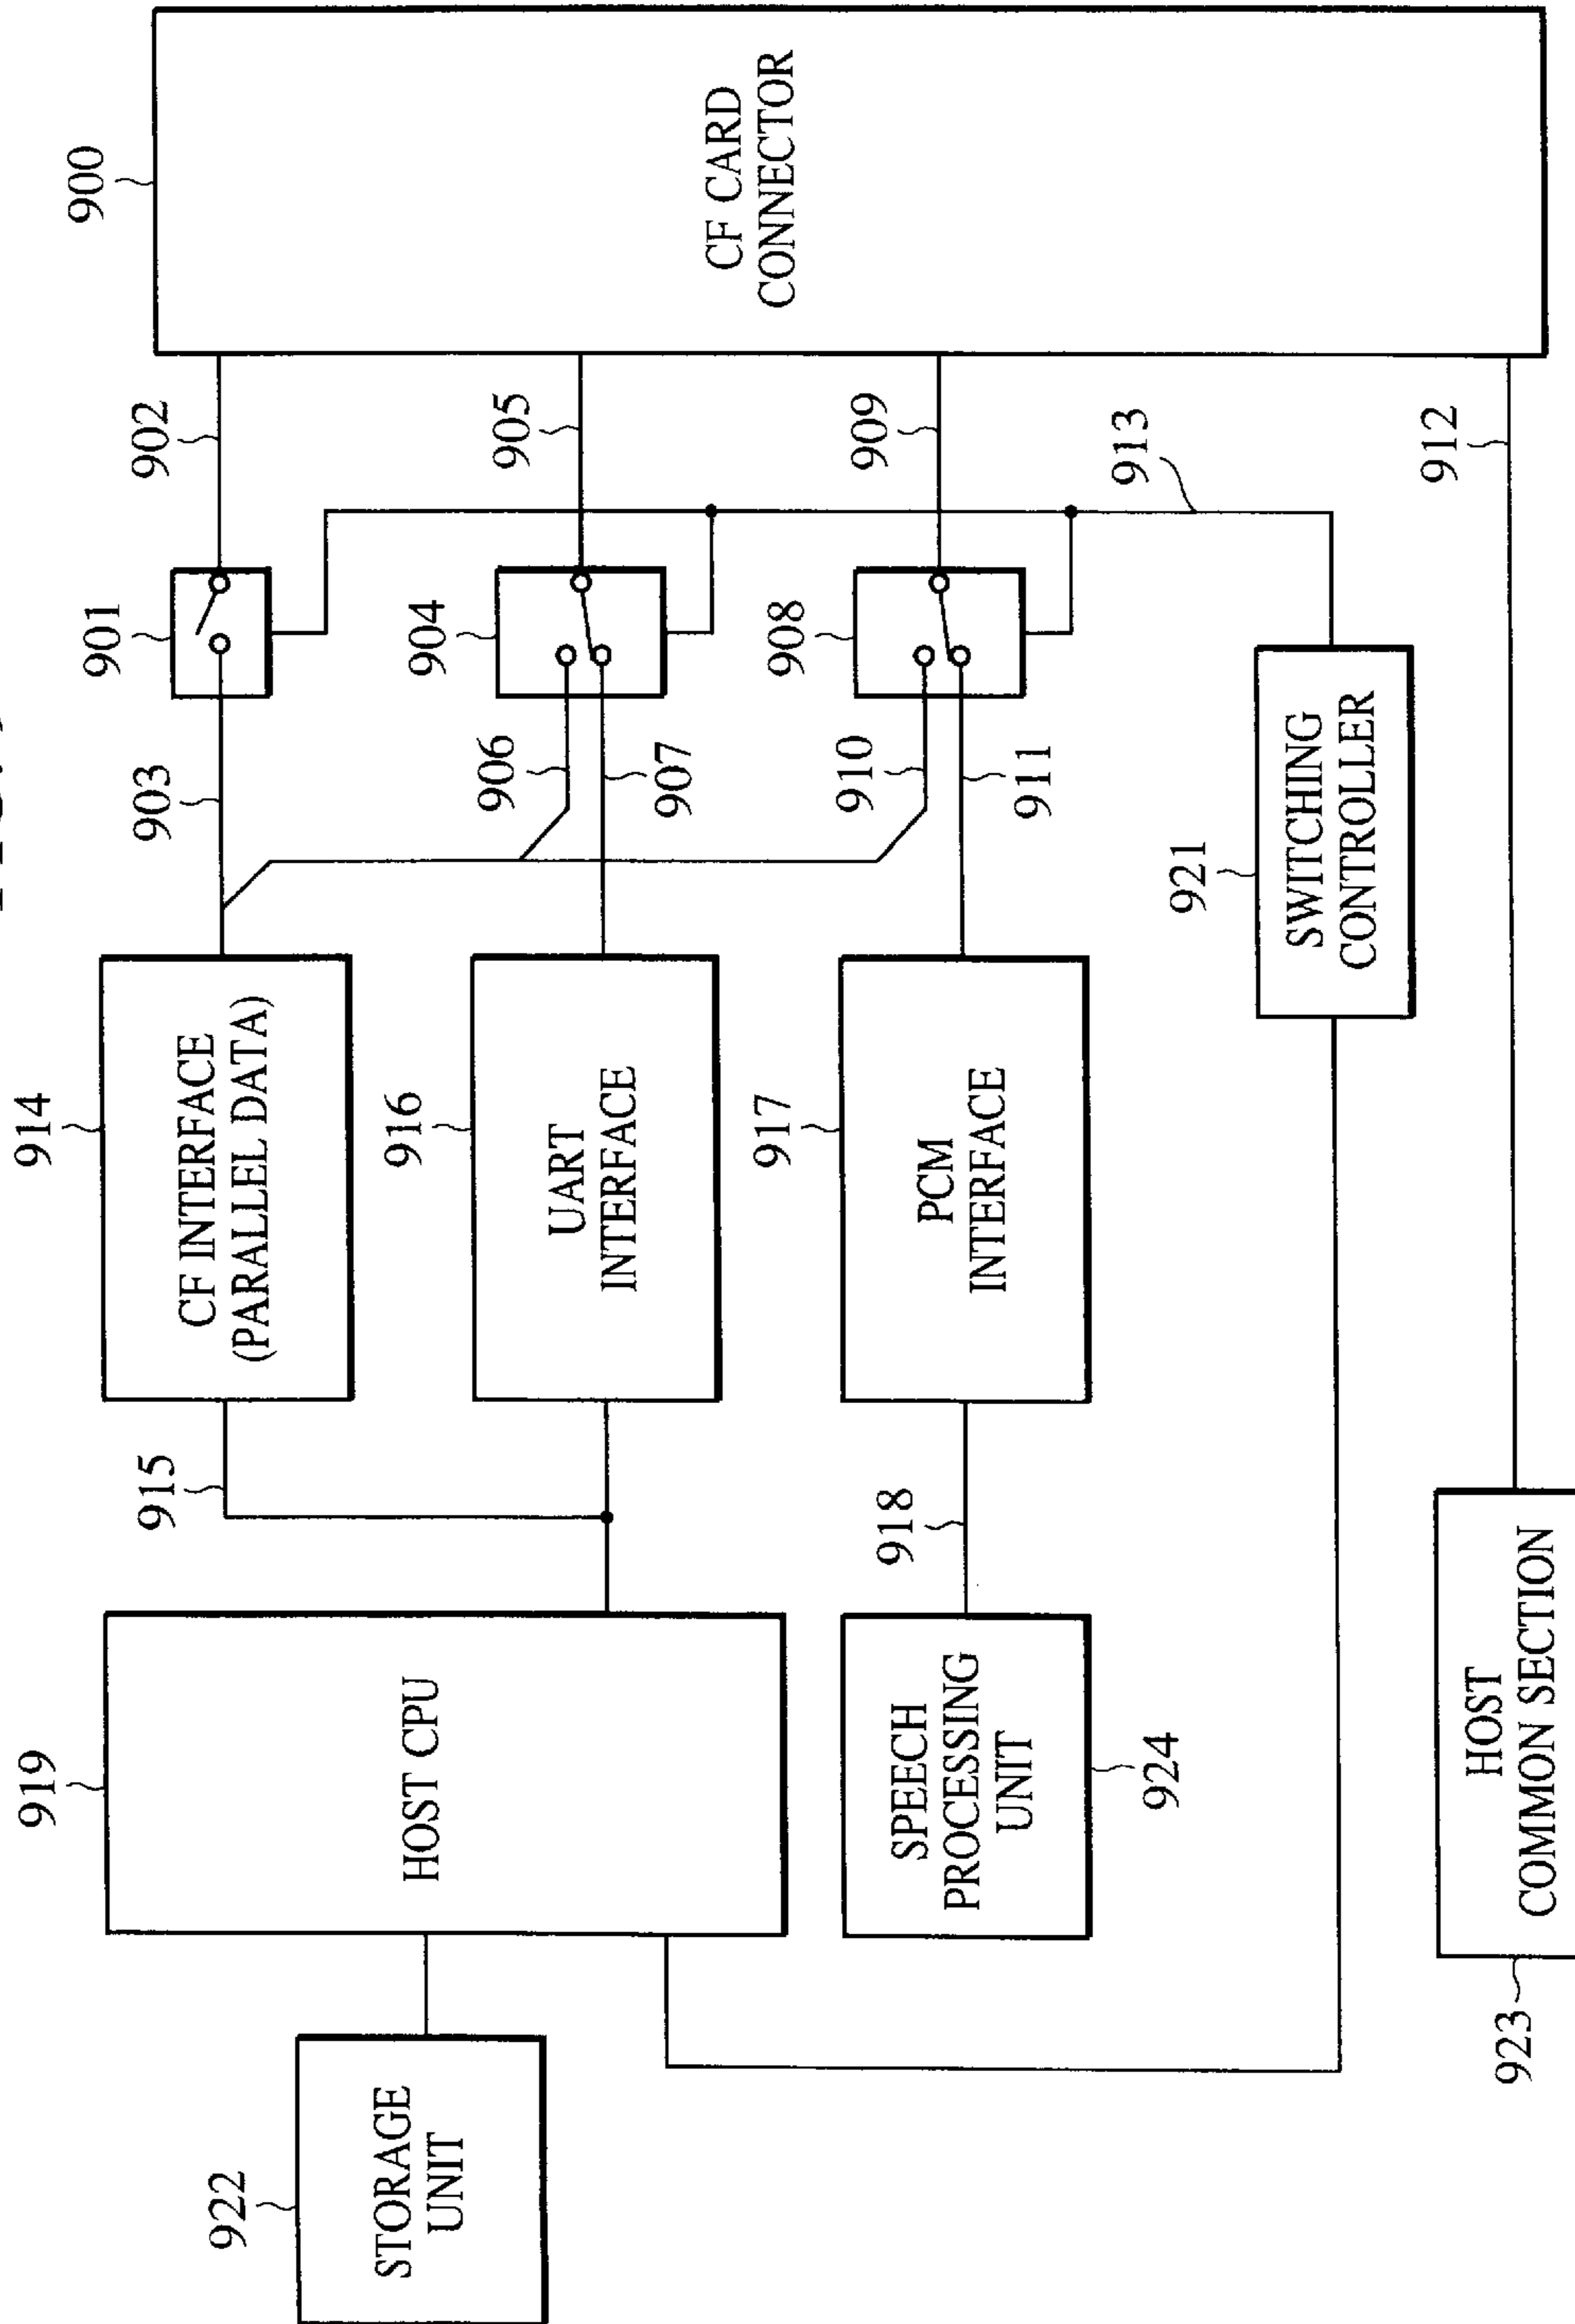 900
CF CARD
CONNECTOR
902
905
909
913
912
901
904
908
903
906
907
910
911
921
SWITCHING
CONTROLLER
914
CF INTERFACE
(PARALLEL DATA)
916
UART
INTERFACE
917
PCM
INTERFACE
915
918
919
HOST CPU
SPEECH
PROCESSING
UNIT
924
HOST
COMMON SECTION
923
922
STORAGE
UNIT